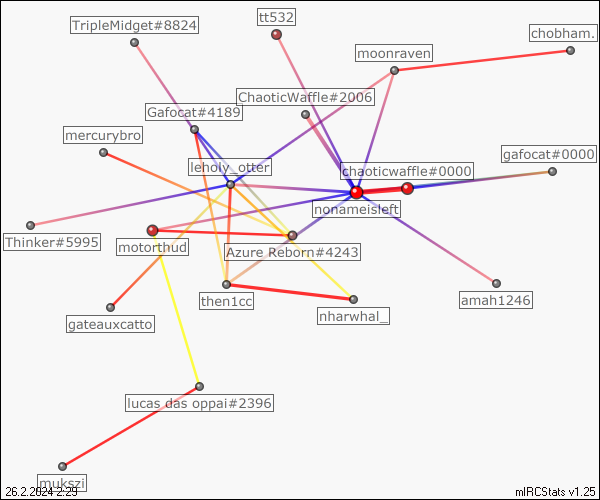 TripleMidget#8824
tt532
chobham.
moonraven
ChaoticWaffle#2006
Gafocat#4189
mercurybro
gafocat#0000
leholy_otter
chaoticwaffle#0000
nonameisleft
Thinker#5995
motorthud
Azure Reborn#4243
amah1246
then1cc
nharwhal_
gateauxcatto
lucas das oppai#2396
mukszi
26.2.2024 2:29
mIRCStats v1.25